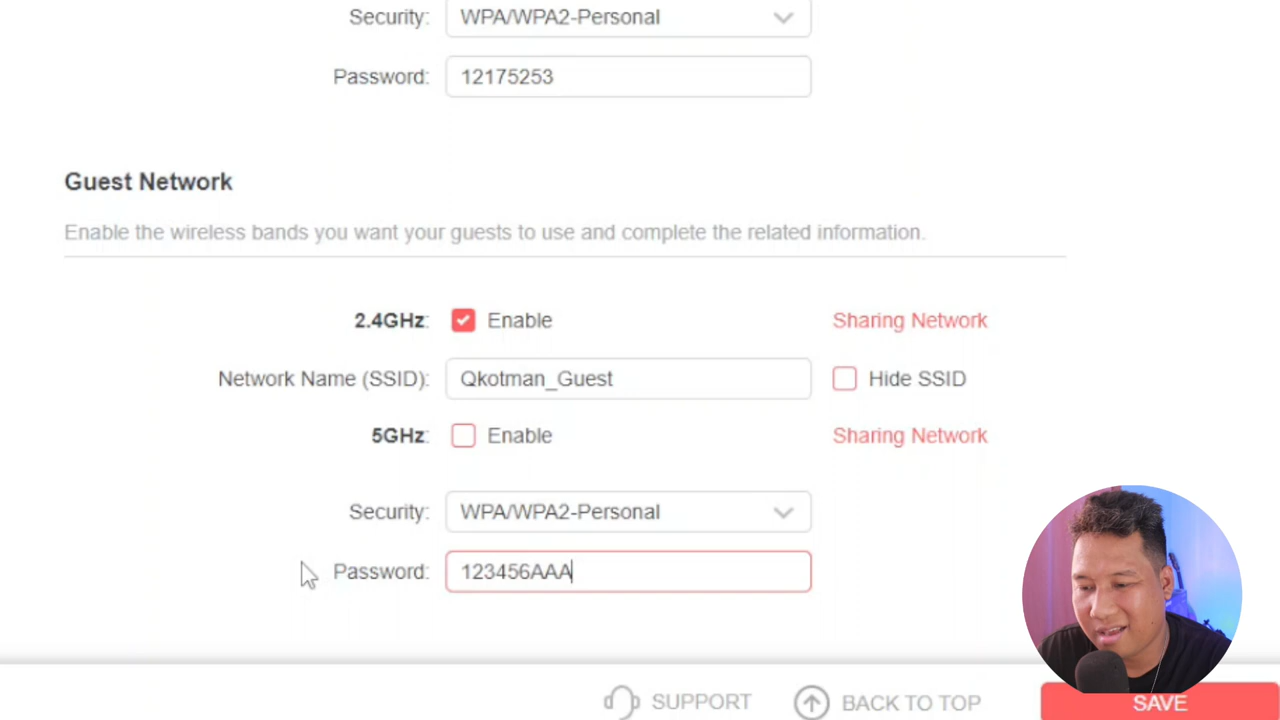 Security: WPA/WPA2-Personal
Password: 12175253
Guest Network
Enable the wireless bands you want your guests to use and complete the related information.
2.4GHz: Enable Sharing Network
Network Name (SSID): Qkotman_Guest Hide SSID
5GHz: Enable Sharing Network
Security: WPA/WPA2-Personal
Password: 123456AAA
SUPPORT BACK TO TOP SAVE